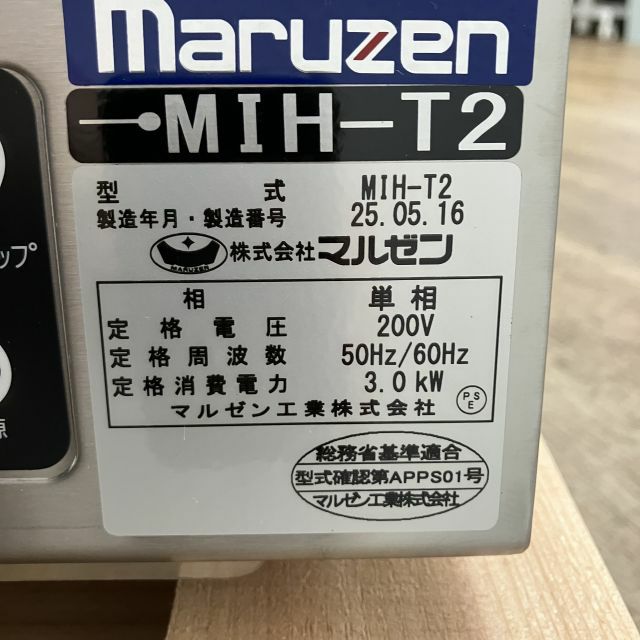 maruzen
MIH-T2
型式 MIH-T2
製造年月・製造番号 25.05.16
MARUZEN 株式会社マルゼン
相 単相
定格電圧 200V
定格周波数 50Hz/60Hz
定格消費電力 3.0kW
マルゼン工業株式会社 PSE
総務省基準適合
型式確認第APPS01号
マルゼン工業株式会社
ップ
原